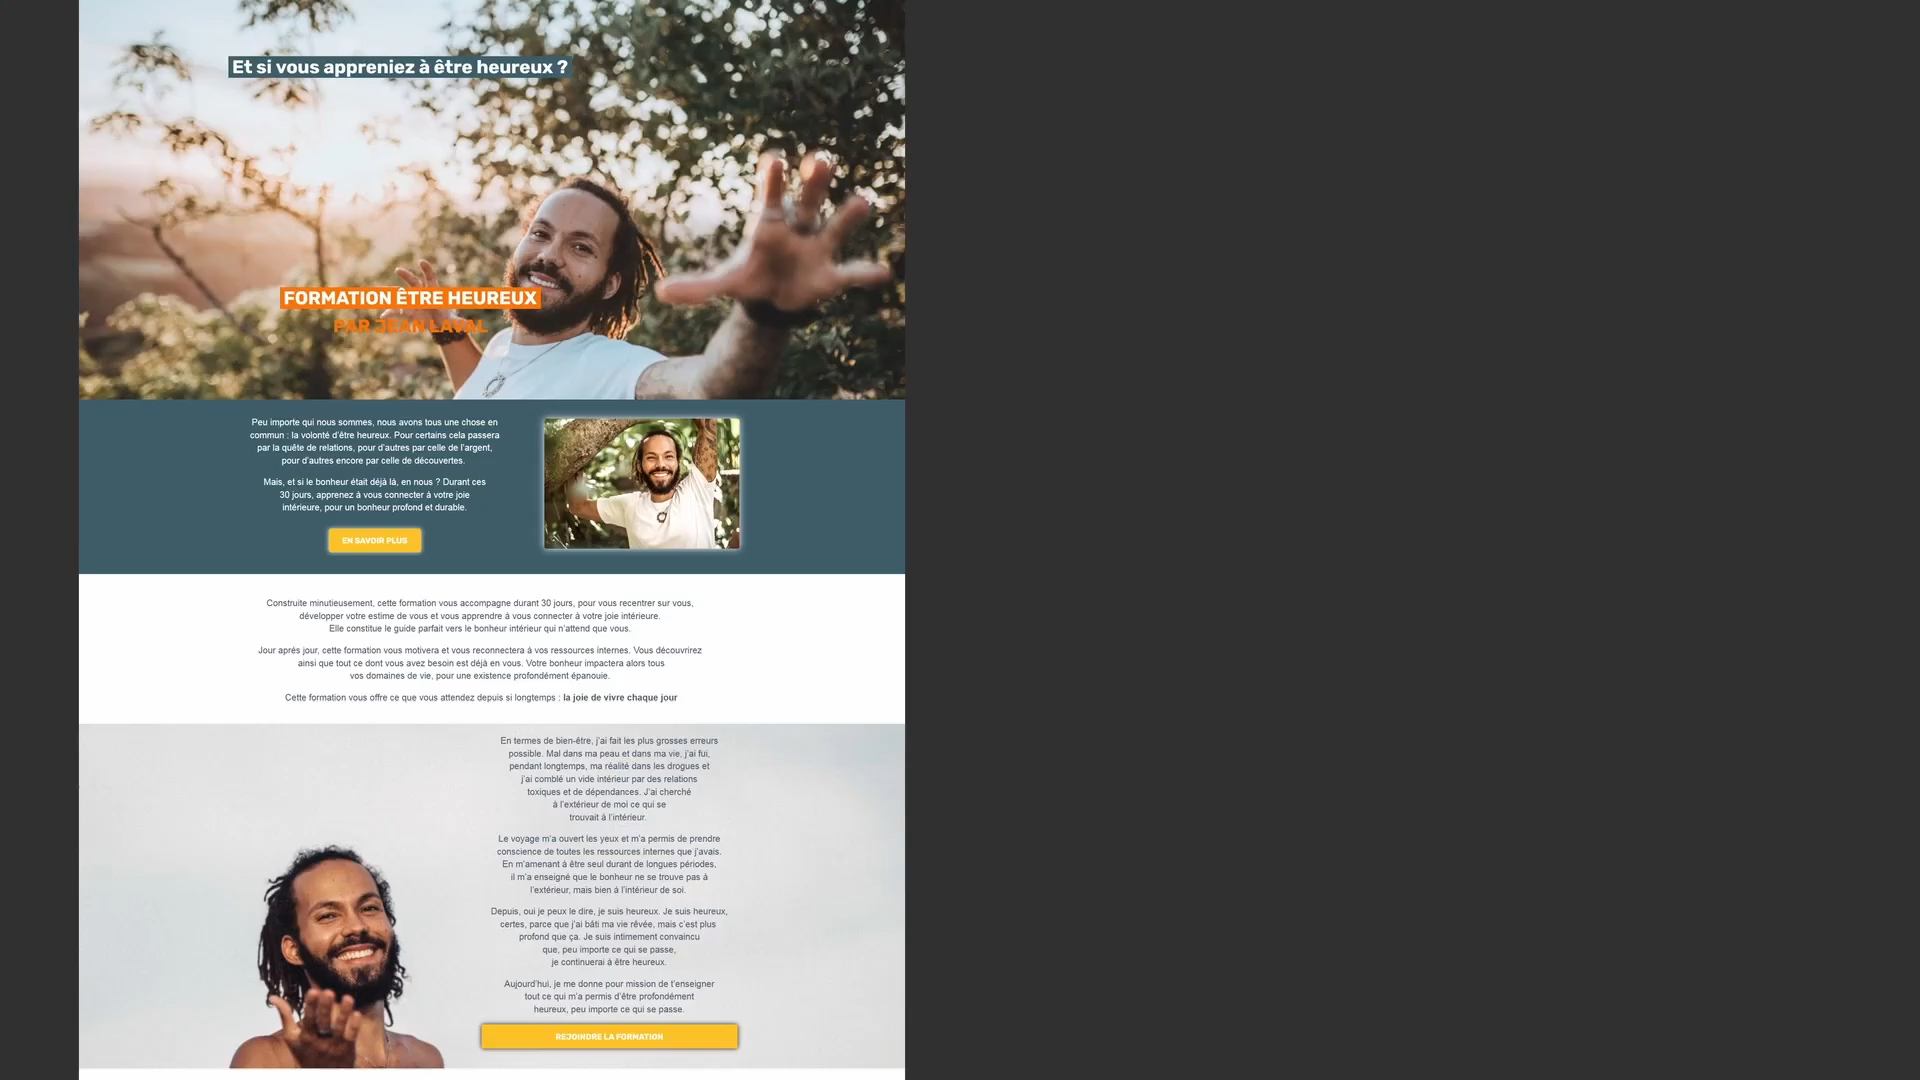 Et si vous appreniez à être heureux ?
FORMATION ÊTRE HEUREUX
PAR JEAN LAVAL
Peu importe qui nous sommes, nous avons tous une chose en
commun : la volonté d'être heureux. Pour certains cela passera
par la quête de relations, pour d'autres par celle de l'argent,
pour d'autres encore par celle de découvertes.
Mais, et si le bonheur était déjà là, en nous ? Durant ces
30 jours, apprenez à vous connecter à votre joie
intérieure, pour un bonheur profond et durable.
EN SAVOIR PLUS
Construite minutieusement, cette formation vous accompagne durant 30 jours, pour vous recentrer sur vous,
développer votre estime de vous et vous apprendre à vous connecter à votre joie intérieure.
Elle constitue le guide parfait vers le bonheur intérieur qui n'attend que vous.
Jour après jour, cette formation vous motivera et vous reconnectera à vos ressources internes. Vous découvrirez
ainsi que tout ce dont vous avez besoin est déjà en vous. Votre bonheur impactera alors tous
vos domaines de vie, pour une existence profondément épanouie.
Cette formation vous offre ce que vous attendez depuis si longtemps : la joie de vivre chaque jour
En termes de bien-être, j'ai fait les plus grosses erreurs
possible. Mal dans ma peau et dans ma vie, j'ai fui,
pendant longtemps, ma réalité dans les drogues et
j'ai comblé un vide intérieur par des relations
toxiques et de dépendances. J'ai cherché
à l'extérieur de moi ce qui se
trouvait à l'intérieur.
Le voyage m'a ouvert les yeux et m'a permis de prendre
conscience de toutes les ressources internes que j'avais.
En m'amenant à être seul durant de longues périodes,
il m'a enseigné que le bonheur ne se trouve pas à
l'extérieur, mais bien à l'intérieur de soi.
Depuis, oui je peux le dire, je suis heureux. Je suis heureux,
certes, parce que j'ai bâti ma vie rêvée, mais c'est plus
profond que ça. Je suis intimement convaincu
que, peu importe ce qui se passe,
je continuerai à être heureux.
Aujourd'hui, je me donne pour mission de t'enseigner
tout ce qui m'a permis d'être profondément
heureux, peu importe ce qui se passe.
REJOINDRE LA FORMATION